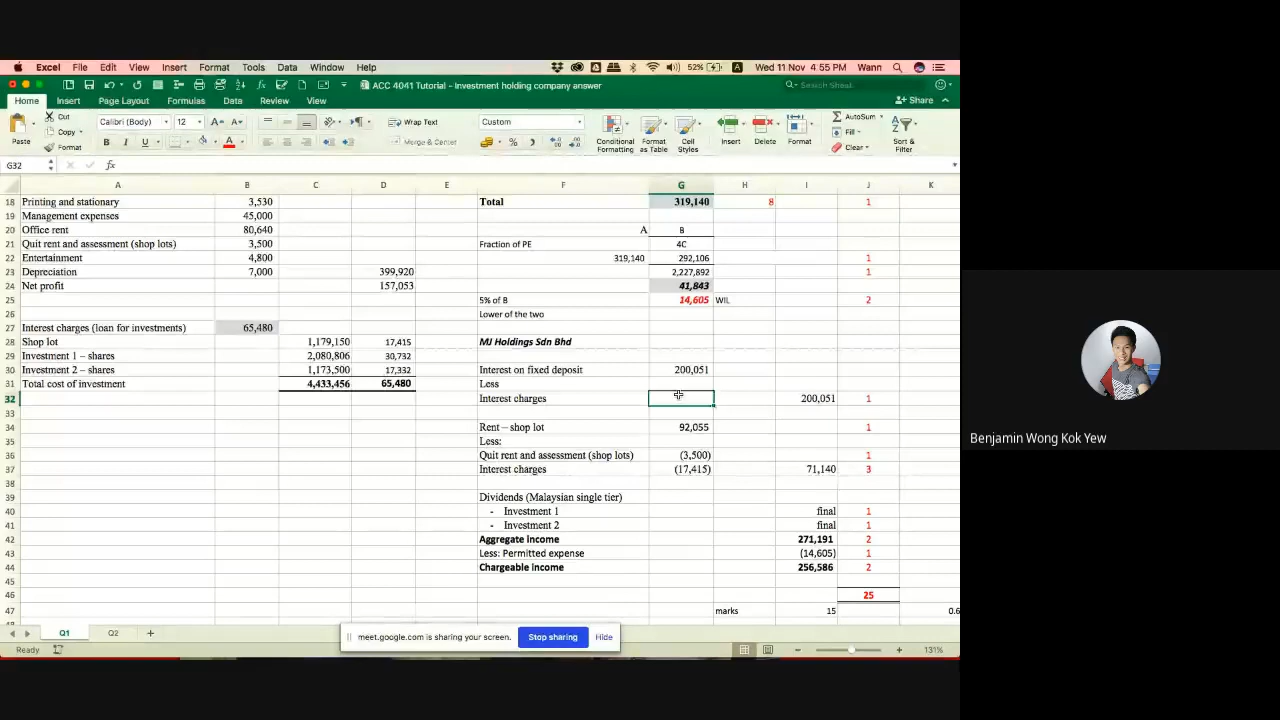 Excel File Edit View Insert Format Tools Data Window Help 52% A Wed 11 Nov 4:55 PM Wann
ACC 4041 Tutorial - Investment holding company answer Search Sheet
Home Insert Page Layout Formulas Data Review View Share
Paste Cut Copy Format Calibri (Body) 12 Wrap Text Merge & Center Custom Conditional Formatting Format as Table Cell Styles Insert Delete Format AutoSum Fill Clear Sort & Filter
G32 fx
A B C D E F G H I J K
18 Printing and stationary 3,530 Total 319,140 8 1
19 Management expenses 45,000
20 Office rent 80,640 A B
21 Quit rent and assessment (shop lots) 3,500 Fraction of PE 4C
22 Entertainment 4,800 319,140 292,106 1
23 Depreciation 7,000 399,920 2,227,892 1
24 Net profit 157,053 41,843
25 5% of B 14,605 WIL 2
26 Lower of the two
27 Interest charges (loan for investments) 65,480
28 Shop lot 1,179,150 17,415 MJ Holdings Sdn Bhd
29 Investment 1 – shares 2,080,806 30,732
30 Investment 2 – shares 1,173,500 17,332 Interest on fixed deposit 200,051
31 Total cost of investment 4,433,456 65,480 Less
32 Interest charges 200,051 1
33
34 Rent – shop lot 92,055 1
35 Less:
36 Quit rent and assessment (shop lots) (3,500) 1
37 Interest charges (17,415) 71,140 3
38
39 Dividends (Malaysian single tier)
40 - Investment 1 final 1
41 - Investment 2 final 1
42 Aggregate income 271,191 2
43 Less: Permitted expense (14,605) 1
44 Chargeable income 256,586 2
45
46 25
47 marks 15 0.6
Q1 Q2 +
meet.google.com is sharing your screen. Stop sharing Hide
Ready 131%
Benjamin Wong Kok Yew